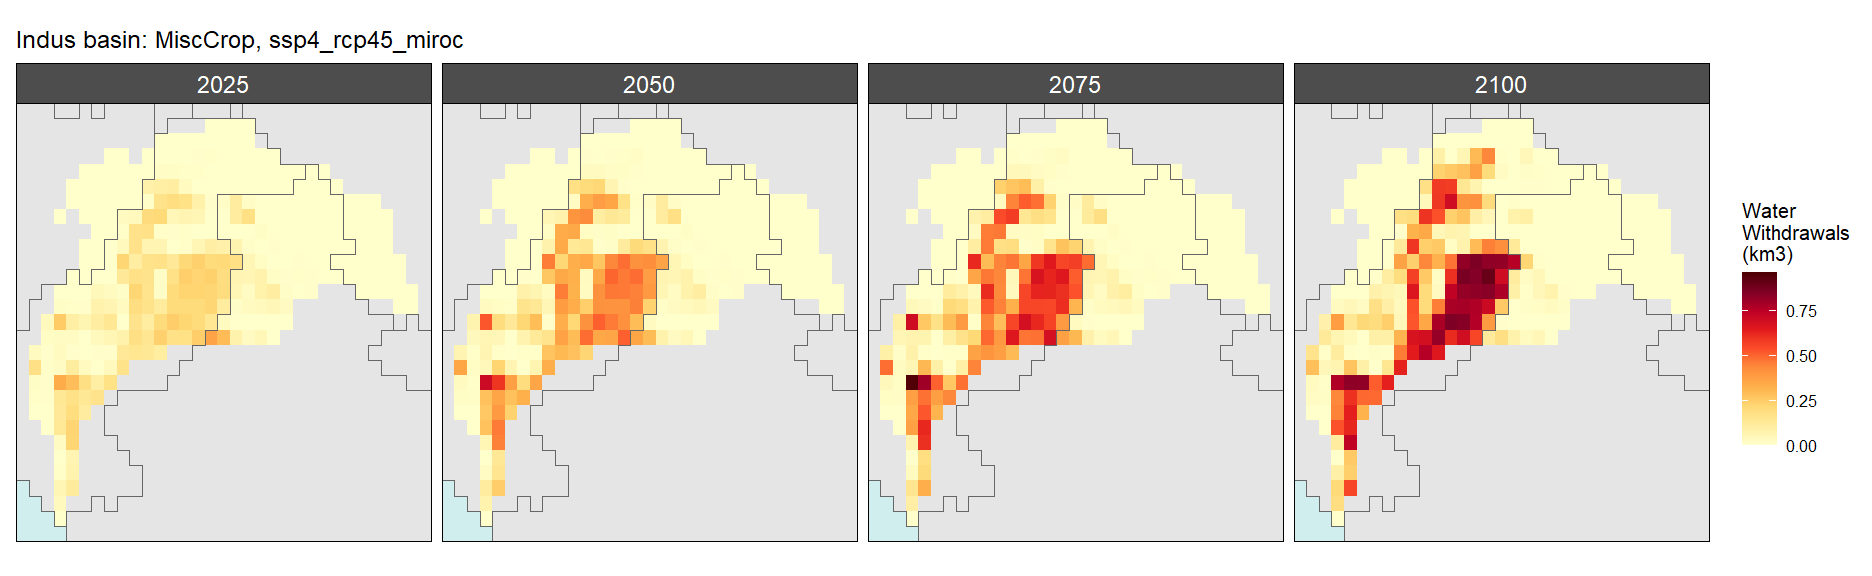 Indus basin: MiscCrop, ssp4_rcp45_miroc
2025
2050
2075
2100
Water
Withdrawals
(km3)
0.75
0.50
0.25
0.00